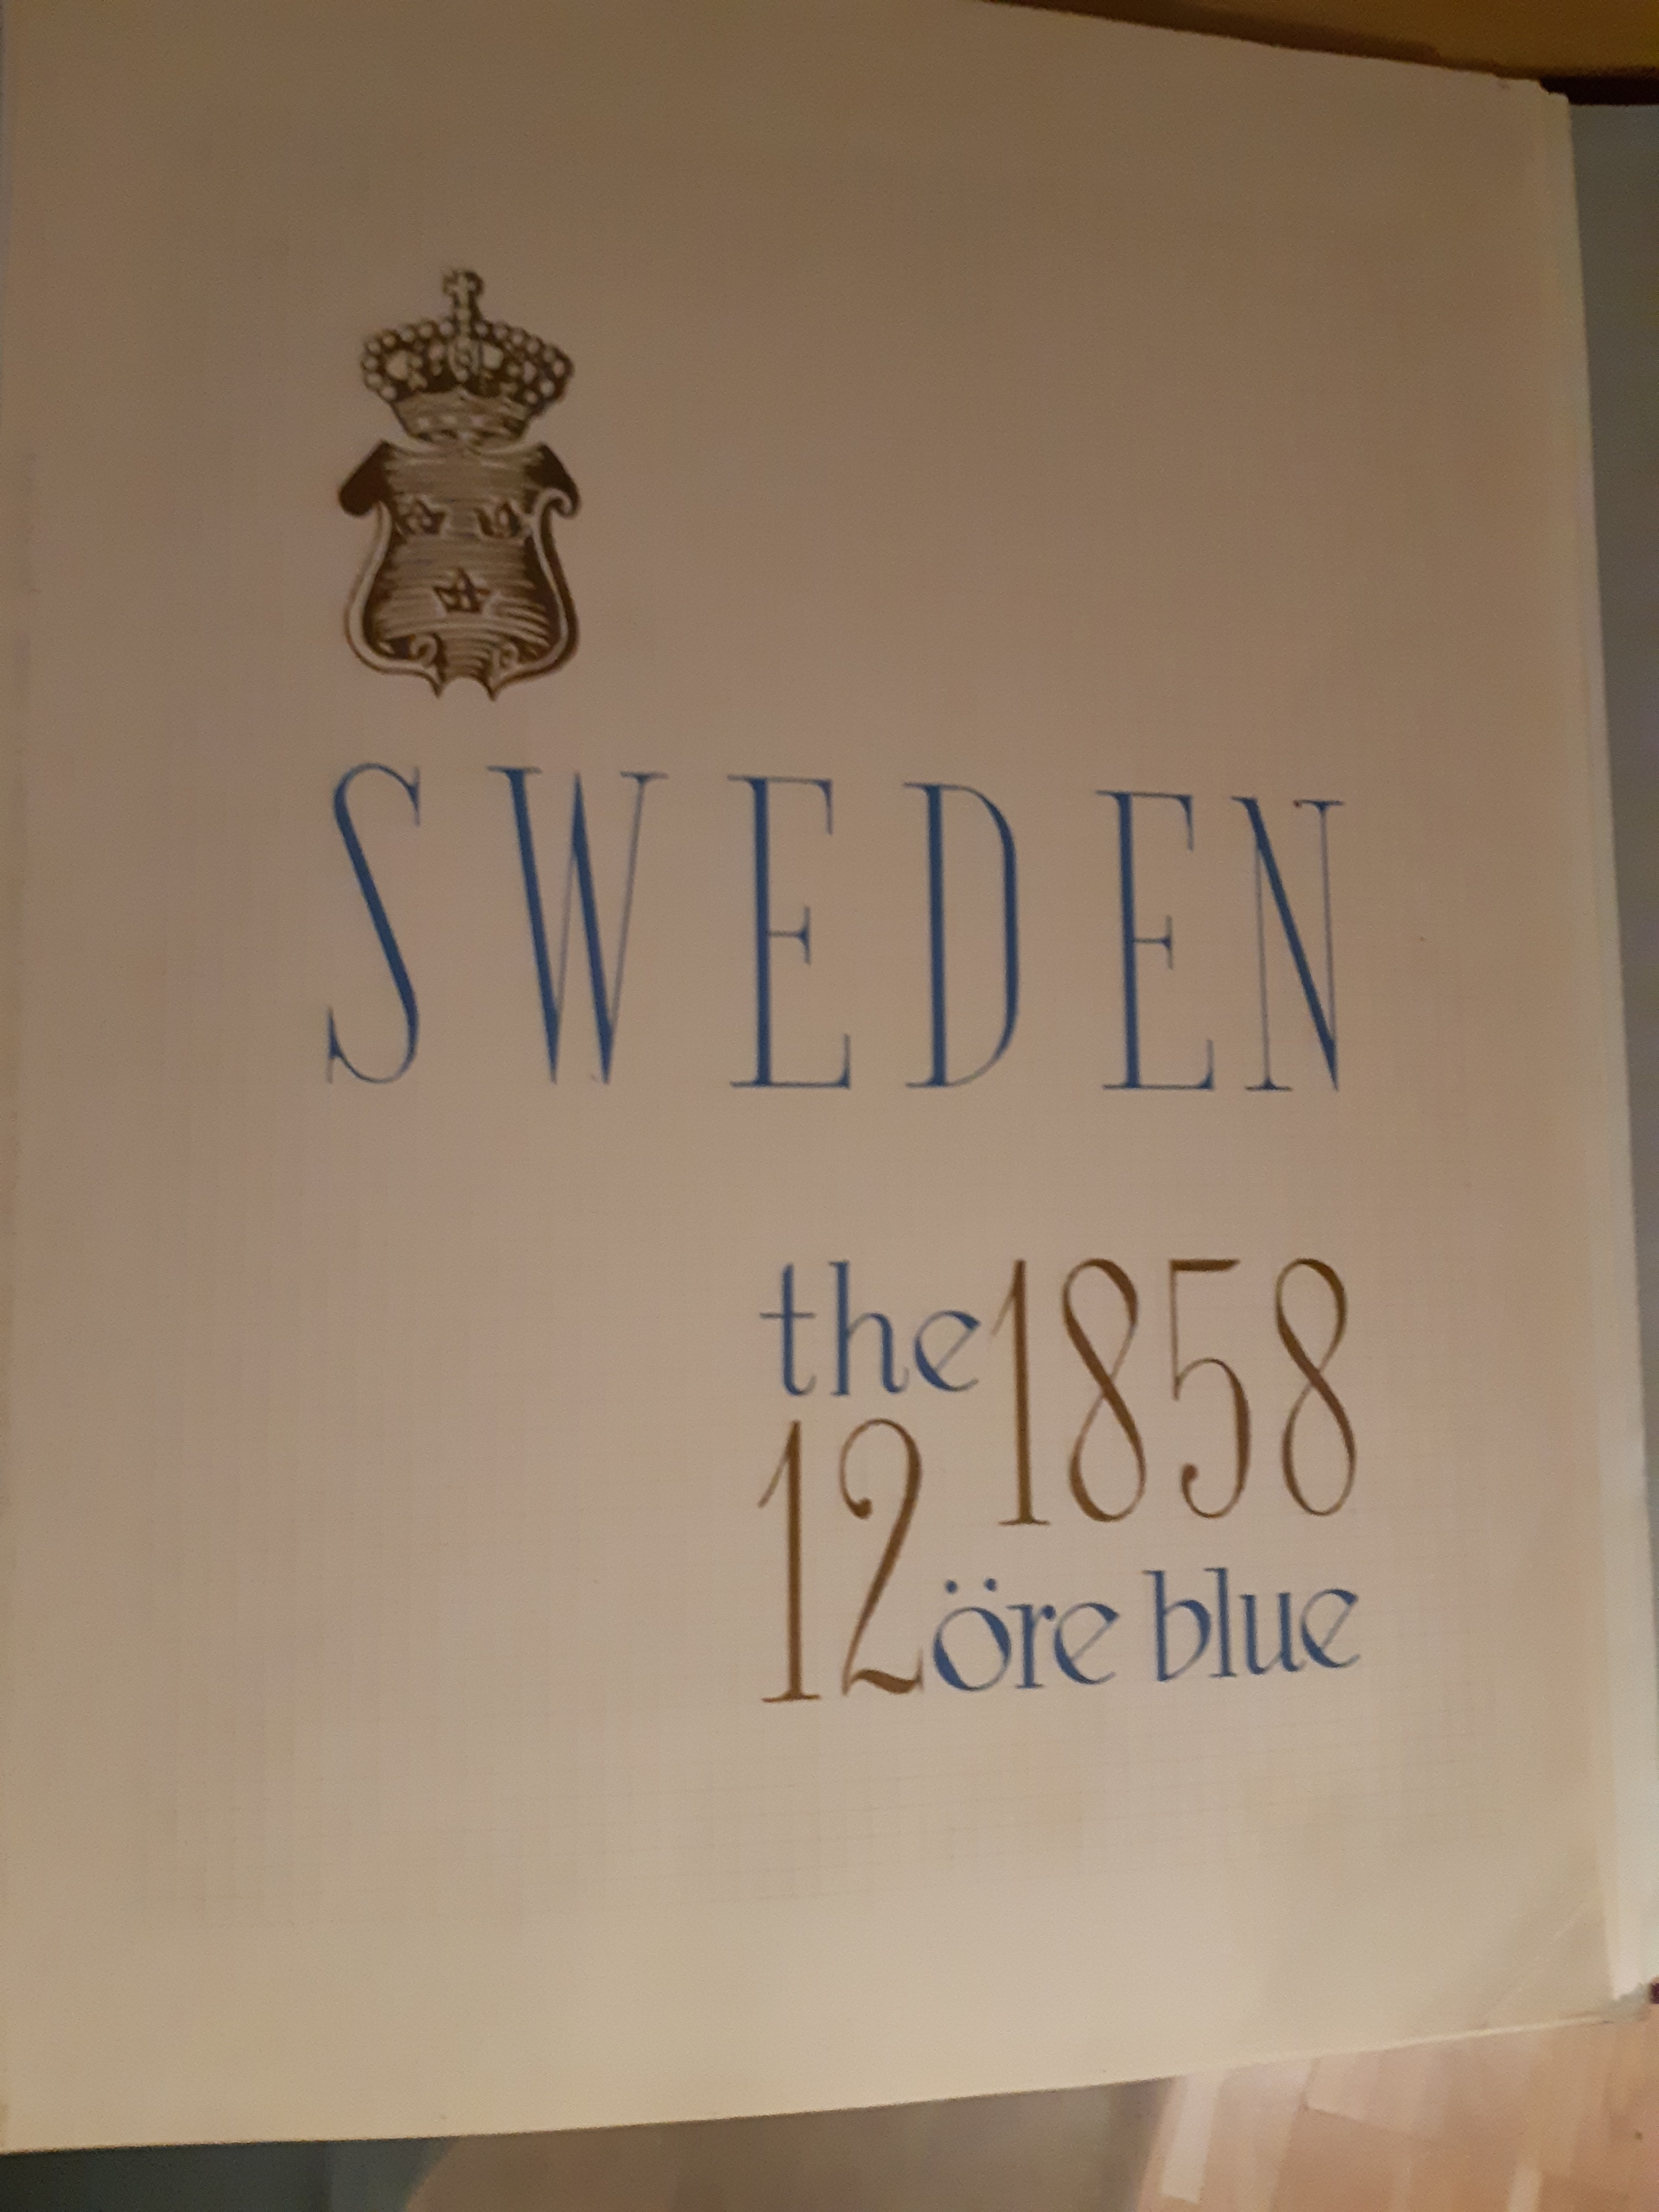 SWEDEN
the 1858
12 öre blue